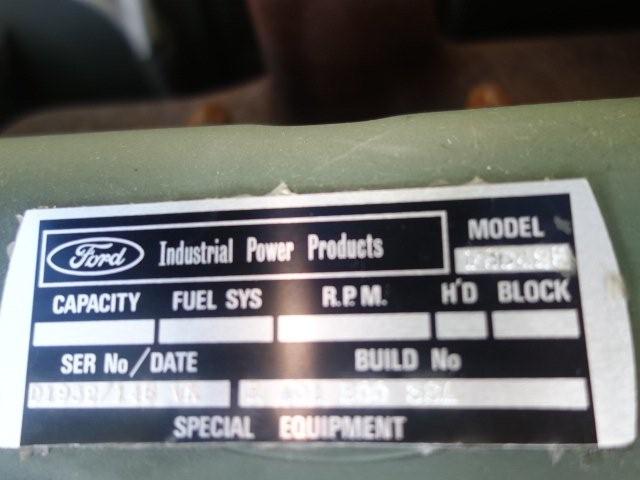 Ford Industrial Power Products
MODEL
CAPACITY FUEL SYS R.P.M. H'D BLOCK
SER No/DATE BUILD No
SPECIAL EQUIPMENT